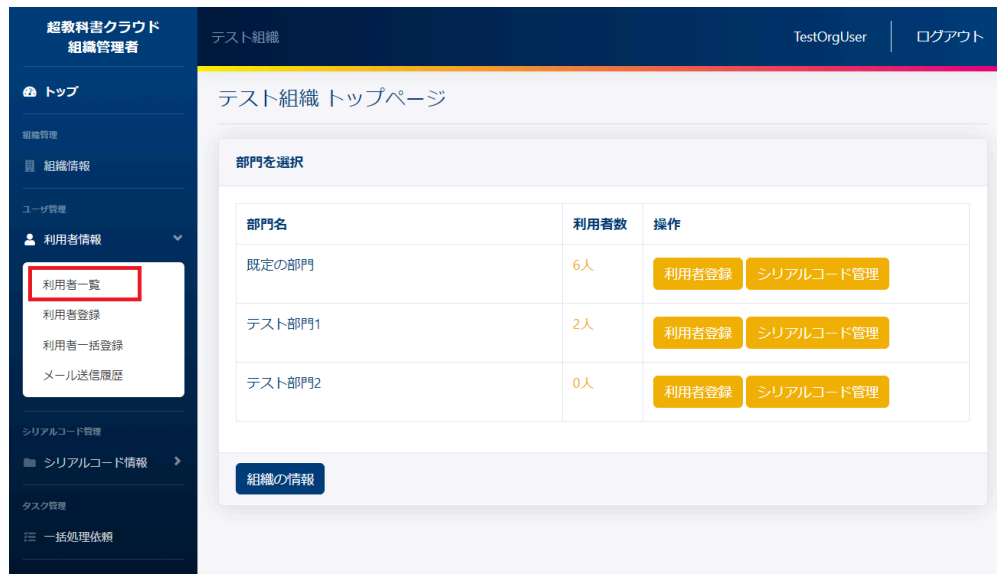 超教科書クラウド
組織管理者
テスト組織
TestOrgUser
ログアウト
トップ
組織管理
組織情報
ユーザ管理
利用者情報
利用者一覧
利用者登録
利用者一括登録
メール送信履歴
シリアルコード管理
シリアルコード情報
タスク管理
一括処理依頼
テスト組織 トップページ
部門を選択
部門名 利用者数 操作
既定の部門 6人 利用者登録 シリアルコード管理
テスト部門1 2人 利用者登録 シリアルコード管理
テスト部門2 0人 利用者登録 シリアルコード管理
組織の情報